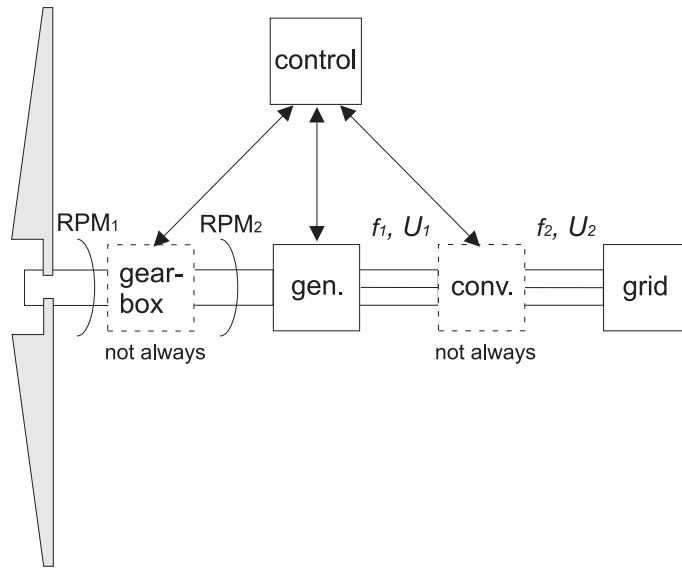 control
RPM₁
RPM₂
f₁, U₁
f₂, U₂
gear-
box
gen.
conv.
grid
not always
not always